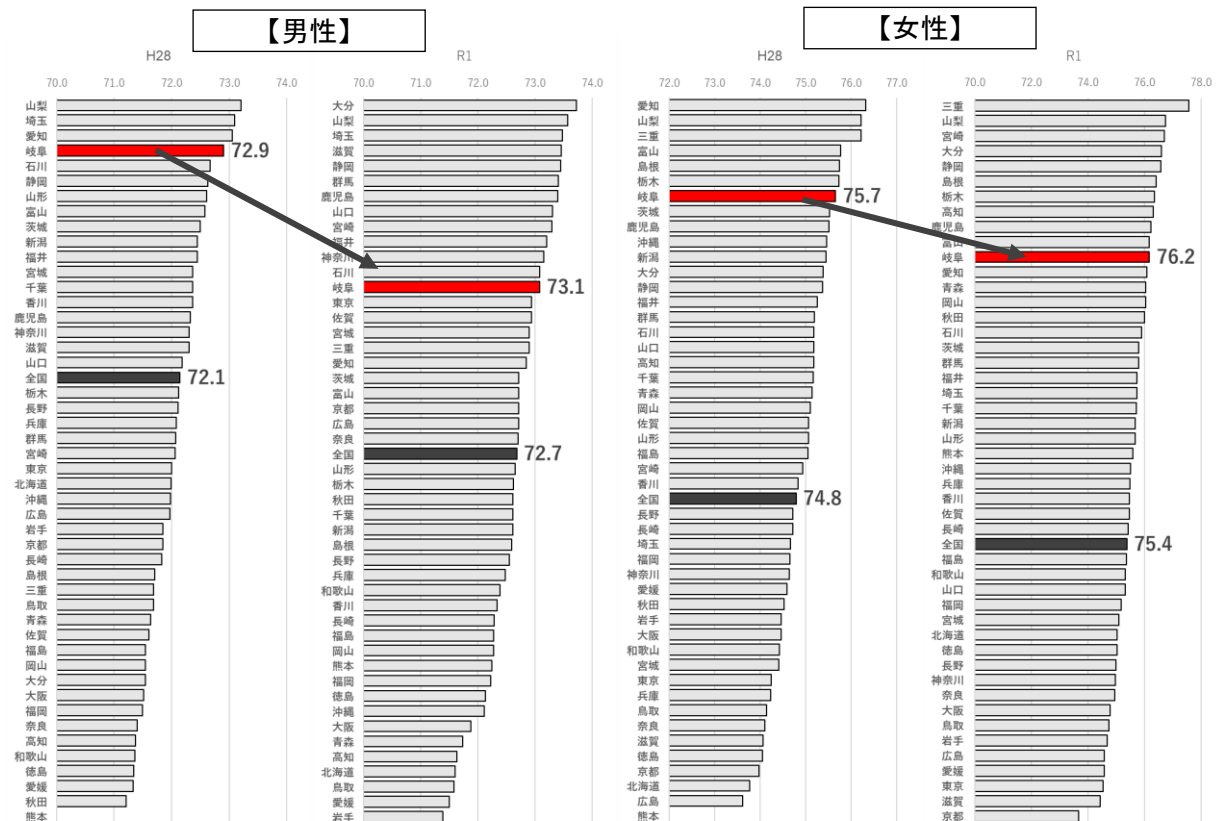 【男性】
H28
70.0 71.0 72.0 73.0 74.0
山梨
埼玉
愛知
岐阜 72.9
石川
静岡
山形
富山
茨城
新潟
福井
宮城
千葉
香川
鹿児島
神奈川
滋賀
山口
全国 72.1
栃木
長野
兵庫
群馬
宮崎
東京
北海道
沖縄
広島
岩手
京都
長崎
島根
三重
鳥取
青森
佐賀
福島
岡山
大分
大阪
福岡
奈良
高知
和歌山
徳島
愛媛
秋田
熊本
R1
70.0 71.0 72.0 73.0 74.0
大分
山梨
埼玉
滋賀
静岡
群馬
鹿児島
山口
宮崎
福井
神奈川
石川
岐阜 73.1
東京
佐賀
宮城
三重
愛知
茨城
富山
京都
広島
奈良
全国 72.7
山形
栃木
秋田
千葉
新潟
島根
長野
兵庫
和歌山
香川
長崎
福島
岡山
熊本
福岡
徳島
沖縄
大阪
青森
高知
北海道
鳥取
愛媛
岩手
【女性】
H28
72.0 73.0 74.0 75.0 76.0 77.0
愛知
山梨
三重
富山
島根
栃木
岐阜 75.7
茨城
鹿児島
沖縄
新潟
大分
静岡
福井
群馬
石川
山口
高知
千葉
青森
岡山
佐賀
山形
福島
宮崎
香川
全国 74.8
長野
長崎
埼玉
福岡
神奈川
愛媛
秋田
岩手
大阪
和歌山
宮城
東京
兵庫
鳥取
奈良
滋賀
徳島
京都
北海道
広島
熊本
R1
70.0 72.0 74.0 76.0 78.0
三重
山梨
宮崎
大分
静岡
島根
栃木
高知
鹿児島
富山
岐阜 76.2
愛知
青森
岡山
秋田
石川
茨城
群馬
福井
埼玉
千葉
新潟
山形
熊本
沖縄
兵庫
香川
佐賀
長崎
全国 75.4
福島
和歌山
山口
福岡
宮城
北海道
徳島
長野
神奈川
奈良
大阪
鳥取
岩手
広島
愛媛
東京
滋賀
京都